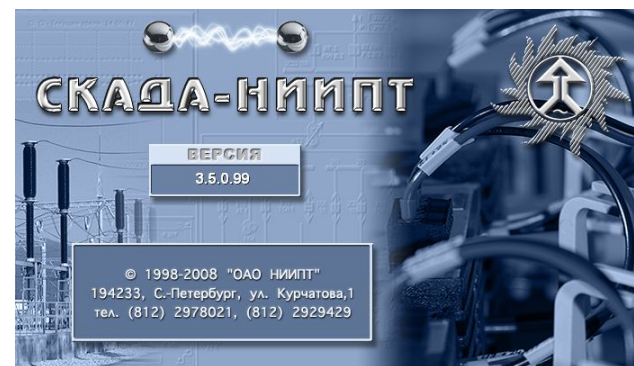 СКАДА-НИИПТ
ВЕРСИЯ
3.5.0.99
© 1998-2008 "ОАО НИИПТ"
194233, С.-Петербург, ул. Курчатова,1
тел. (812) 2978021, (812) 2929429